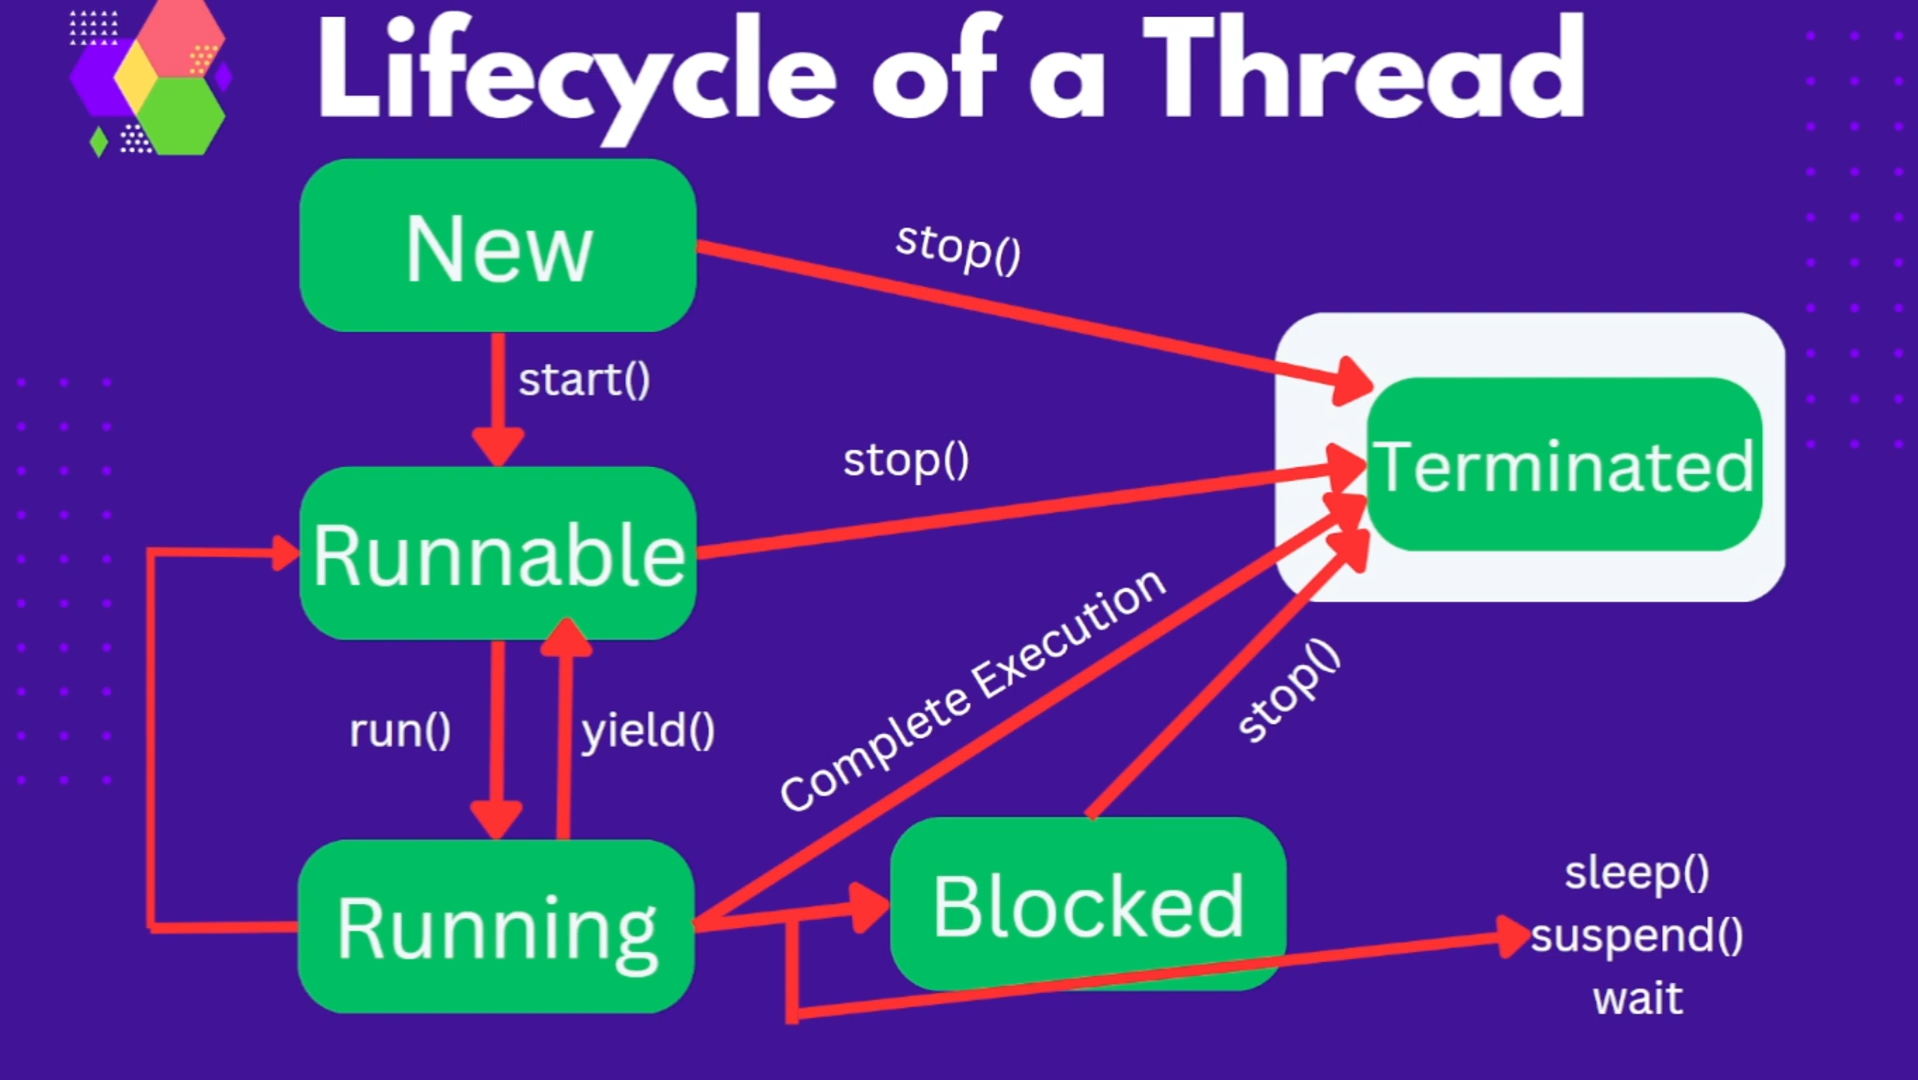 Lifecycle of a Thread
New
stop()
start()
Terminated
stop()
Runnable
Complete Execution
stop()
run()
yield()
Blocked
Running
sleep()
suspend()
wait